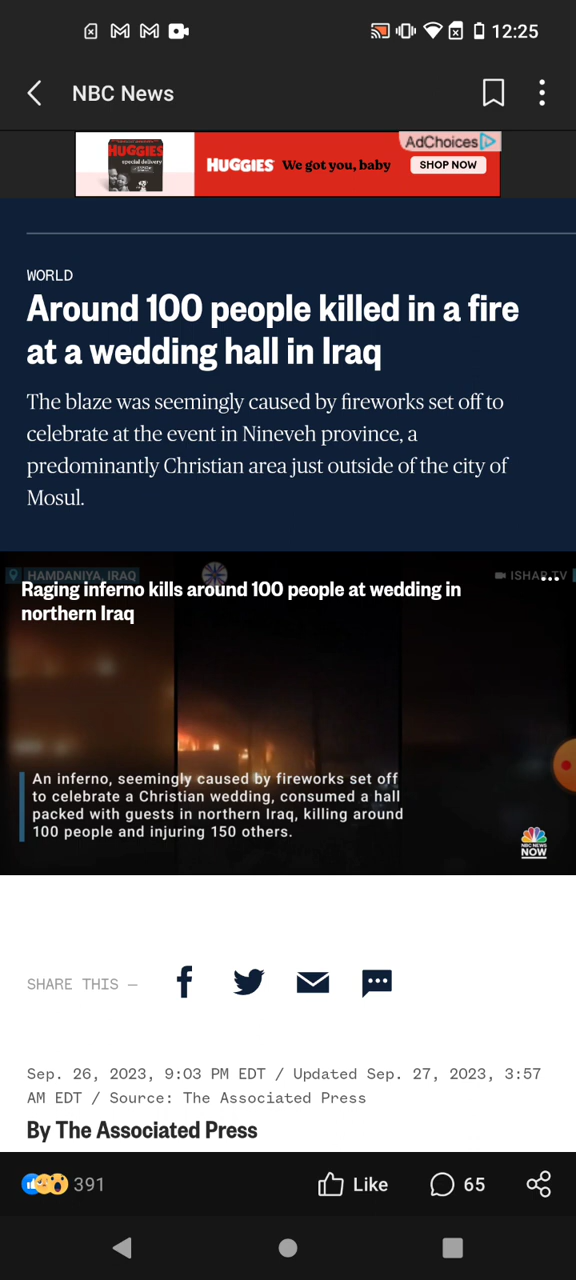 12:25
NBC News
HUGGIES
special delivery
HUGGIES We got you, baby
AdChoices
SHOP NOW
WORLD
Around 100 people killed in a fire
at a wedding hall in Iraq
The blaze was seemingly caused by fireworks set off to
celebrate at the event in Nineveh province, a
predominantly Christian area just outside of the city of
Mosul.
HAMDANIYA, IRAQ
ISHAR TV
Raging inferno kills around 100 people at wedding in
northern Iraq
An inferno, seemingly caused by fireworks set off
to celebrate a Christian wedding, consumed a hall
packed with guests in northern Iraq, killing around
100 people and injuring 150 others.
NBC NEWS
NOW
SHARE THIS —
Sep. 26, 2023, 9:03 PM EDT / Updated Sep. 27, 2023, 3:57
AM EDT / Source: The Associated Press
By The Associated Press
391
Like
65